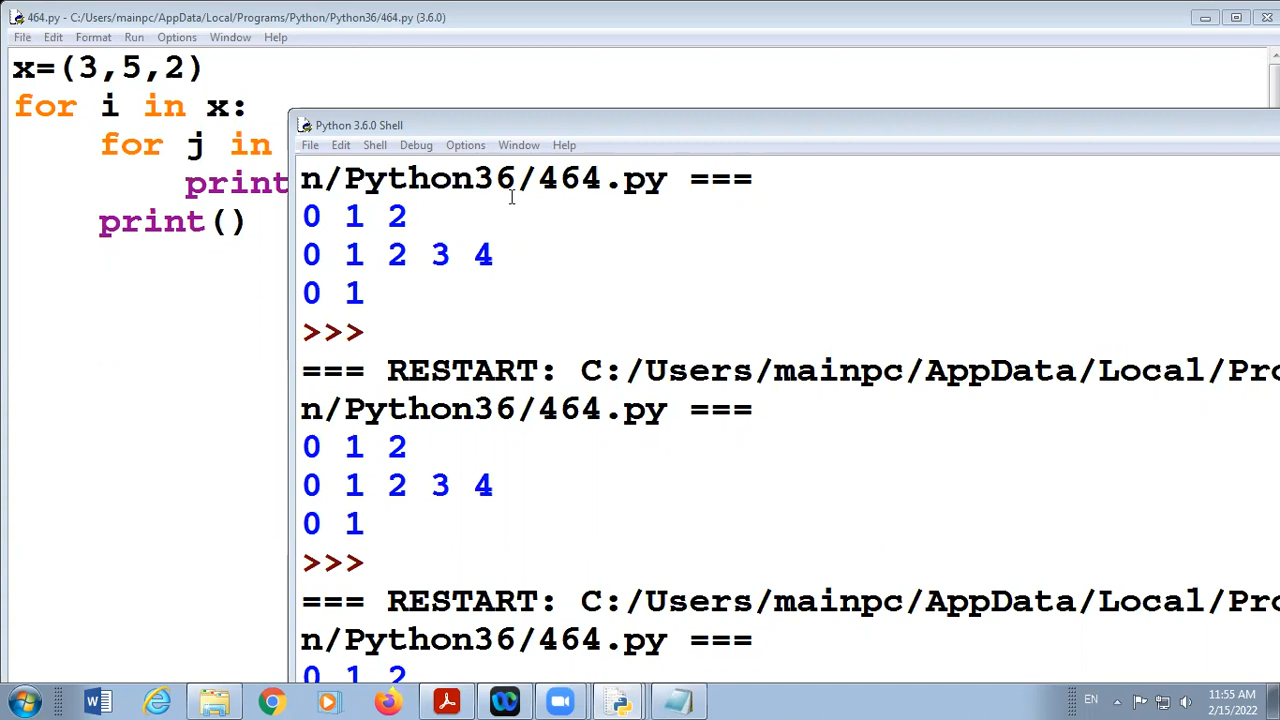 464.py - C:/Users/mainpc/AppData/Local/Programs/Python/Python36/464.py (3.6.0)
File Edit Format Run Options Window Help
x=(3,5,2)
for i in x:
for j in
print
print()
Python 3.6.0 Shell
File Edit Shell Debug Options Window Help
n/Python36/464.py ===
0 1 2
0 1 2 3 4
0 1
>>>
=== RESTART: C:/Users/mainpc/AppData/Local/Pro
n/Python36/464.py ===
0 1 2
0 1 2 3 4
0 1
>>>
=== RESTART: C:/Users/mainpc/AppData/Local/Pro
n/Python36/464.py ===
0 1 2
EN
11:55 AM
2/15/2022